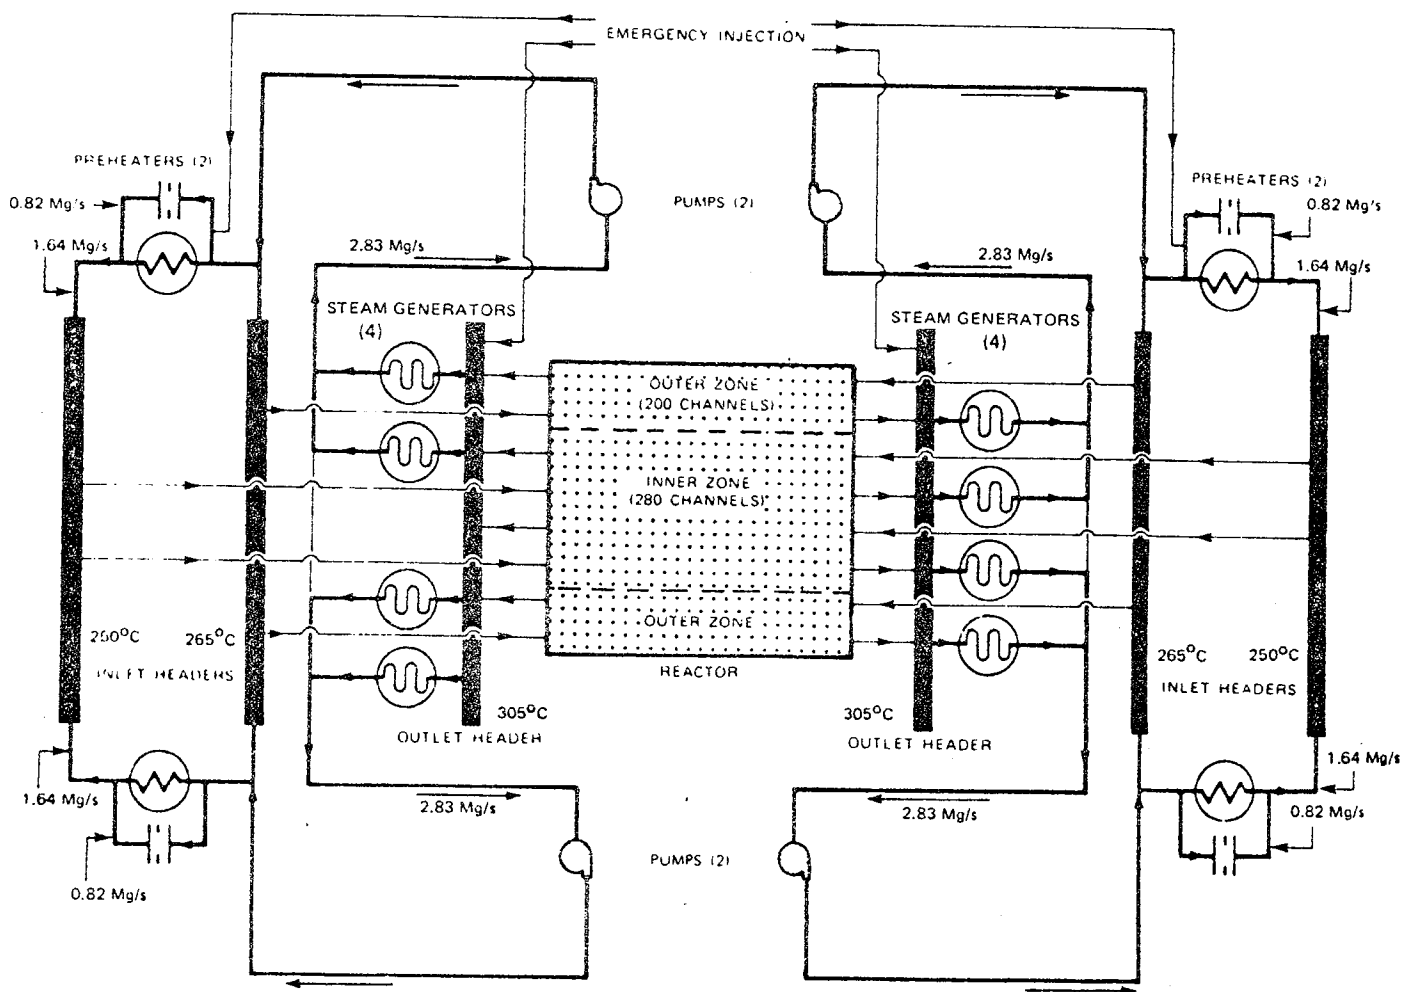 EMERGENCY INJECTION
PREHEATERS (2)
0.82 Mg's
1.64 Mg/s
2.83 Mg/s
STEAM GENERATORS
(4)
PUMPS (2)
2.83 Mg/s
STEAM GENERATORS
(4)
PREHEATERS (2)
0.82 Mg's
1.64 Mg/s
OUTER ZONE
(200 CHANNELS)
INNER ZONE
(280 CHANNELS)
OUTER ZONE
REACTOR
250°C
265°C
INLET HEADERS
305°C
OUTLET HEADER
305°C
OUTLET HEADER
265°C
250°C
INLET HEADERS
1.64 Mg/s
0.82 Mg/s
2.83 Mg/s
PUMPS (2)
2.83 Mg/s
1.64 Mg/s
0.82 Mg/s